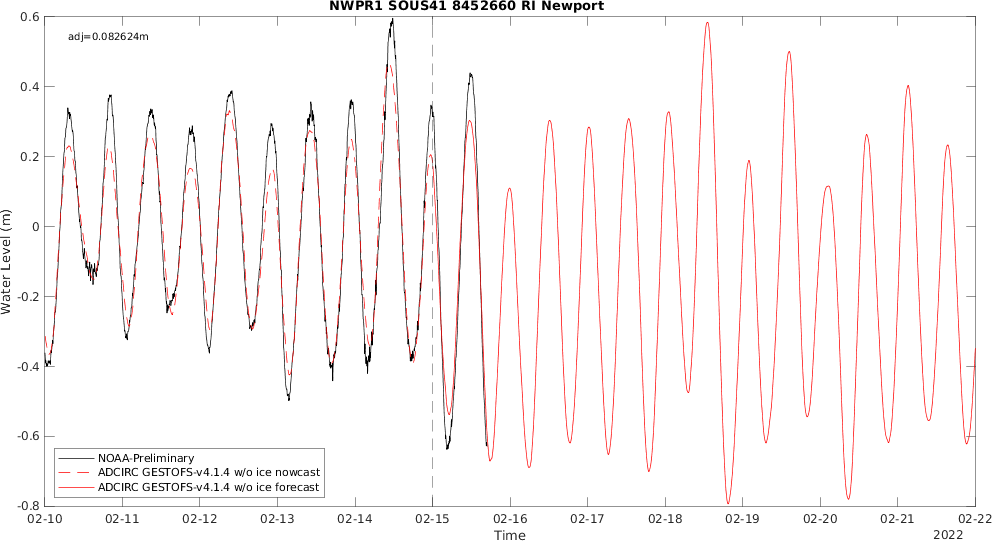 NWPR1 SOUS41 8452660 RI Newport
adj=0.082624m
0.6
0.4
0.2
0
-0.2
-0.4
-0.6
-0.8
Water Level (m)
NOAA-Preliminary
ADCIRC GESTOFS-v4.1.4 w/o ice nowcast
ADCIRC GESTOFS-v4.1.4 w/o ice forecast
02-10 02-11 02-12 02-13 02-14 02-15 02-16 02-17 02-18 02-19 02-20 02-21 02-22
Time
2022